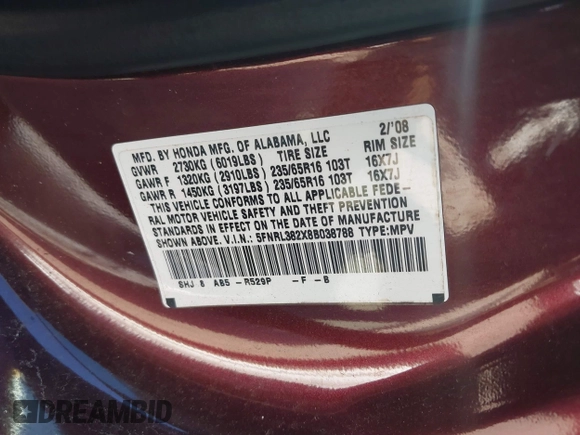 MFD. BY HONDA MFG. OF ALABAMA, LLC 2/'08
GVWR 2730KG (6019LBS) TIRE SIZE RIM SIZE
GAWR F. 1320KG (2910LBS) 235/65R16 103T 16X7J
GAWR R. 1450KG (3197LBS) 235/65R16 103T 16X7J
THIS VEHICLE CONFORMS TO ALL APPLICABLE FEDE-
RAL MOTOR VEHICLE SAFETY AND THEFT PREVENTION
STANDARDS IN EFFECT ON THE DATE OF MANUFACTURE
SHOWN ABOVE. V.I.N.: 5FNRL382X8B038788 TYPE:MPV
SHJ 8 AB5 - R529P - F - B
DREAMBID